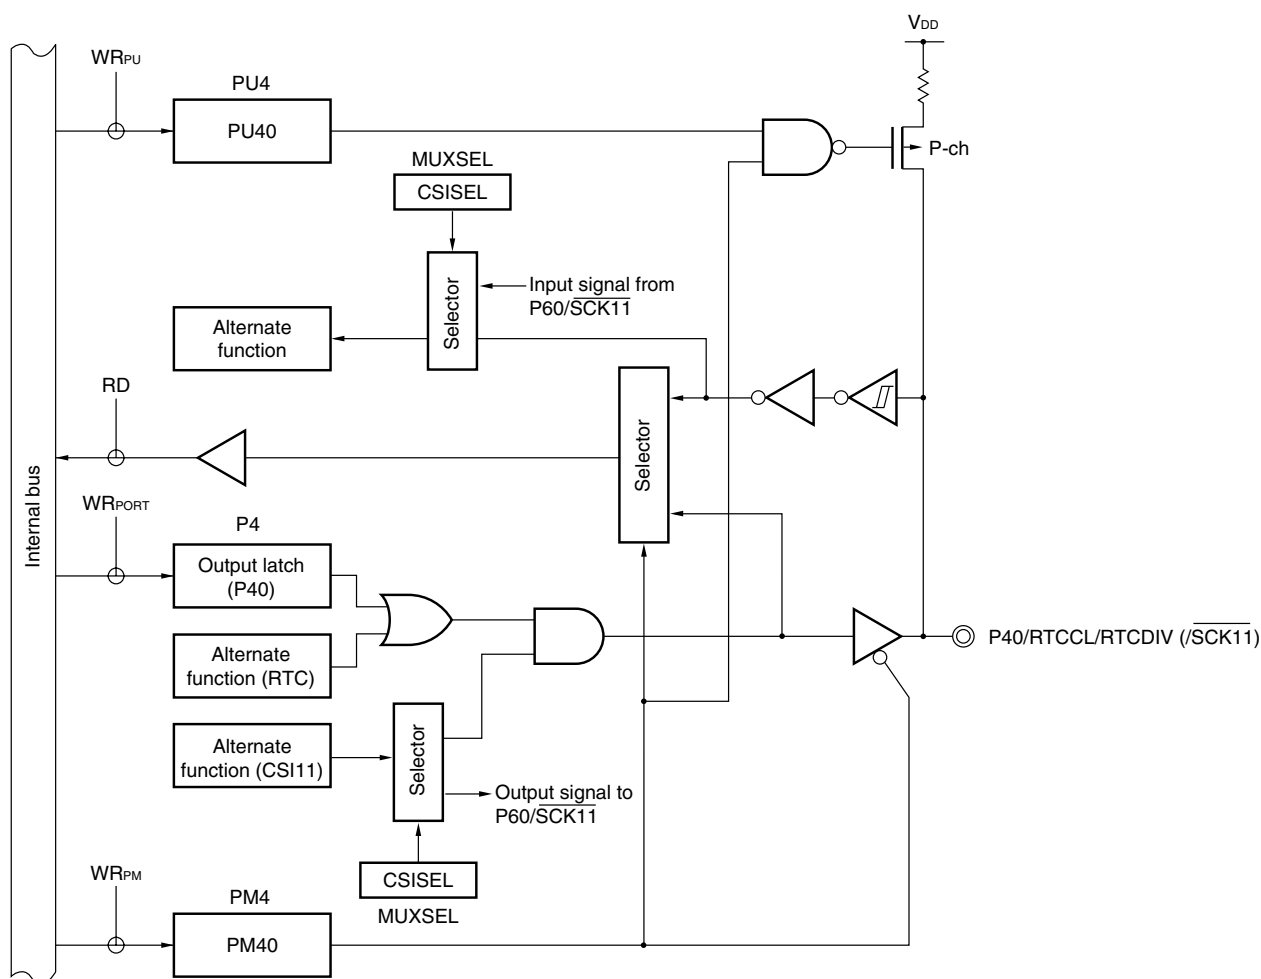 VDD
WRPU
PU4
PU40
P-ch
MUXSEL
CSISEL
Selector
Input signal from
P60/SCK11
Alternate
function
RD
Selector
Internal bus
WRPORT
P4
Output latch
(P40)
Alternate
function (RTC)
P40/RTCCL/RTCDIV (/SCK11)
Alternate
function (CSI11)
Selector
Output signal to
P60/SCK11
CSISEL
MUXSEL
WRPM
PM4
PM40